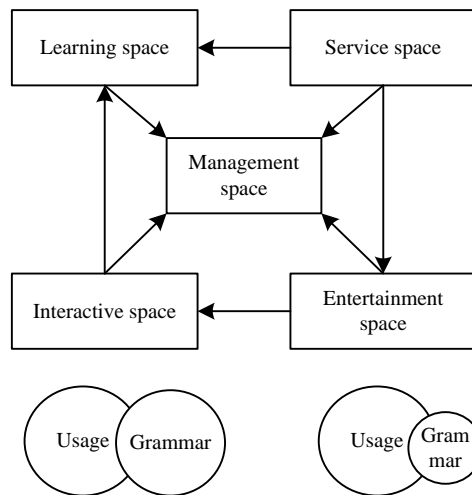 Learning space
Service space
Management
space
Interactive space
Entertainment
space
Usage
Grammar
Usage
Gram
mar